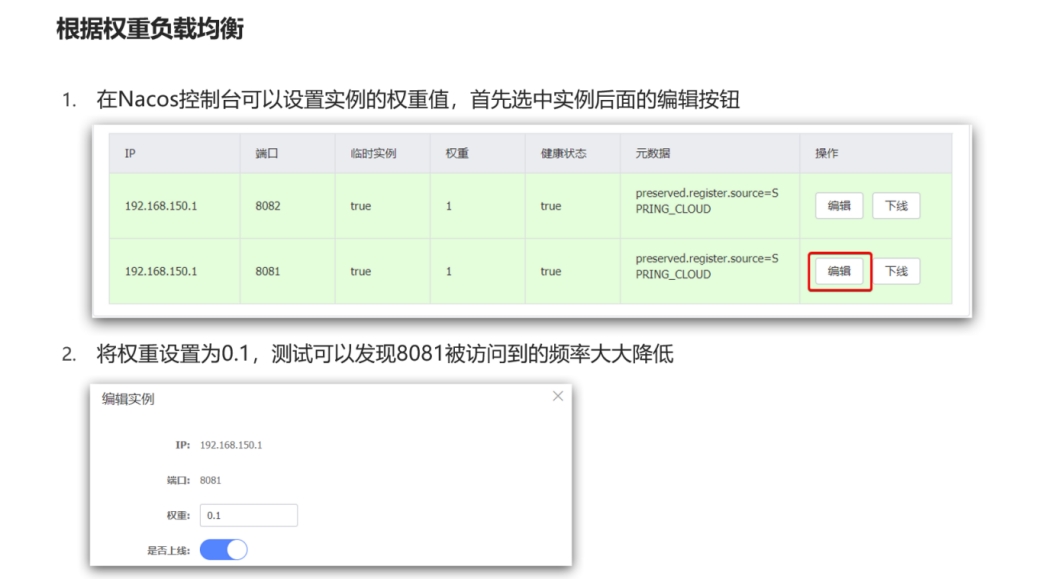 根据权重负载均衡
1. 在Nacos控制台可以设置实例的权重值，首先选中实例后面的编辑按钮
IP 端口 临时实例 权重 健康状态 元数据 操作
192.168.150.1 8082 true 1 true preserved.register.source=S
PRING_CLOUD 编辑 下线
192.168.150.1 8081 true 1 true preserved.register.source=S
PRING_CLOUD 编辑 下线
2. 将权重设置为0.1，测试可以发现8081被访问到的频率大大降低
编辑实例
IP: 192.168.150.1
端口: 8081
权重: 0.1
是否上线: